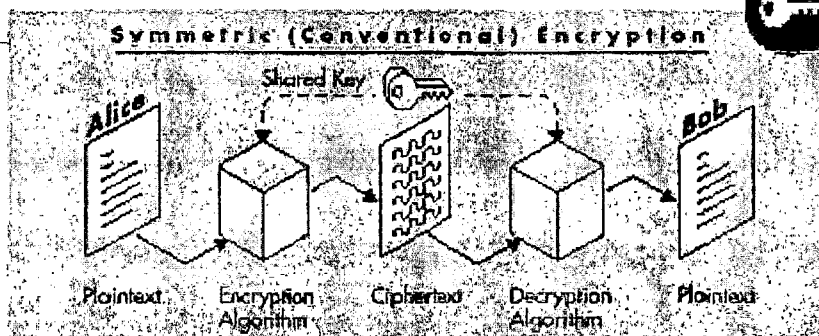 Symmetric (Conventional) Encryption
Shared Key
Alice
Bob
Plaintext
Encryption
Algorithm
Ciphertext
Decryption
Algorithm
Plaintext